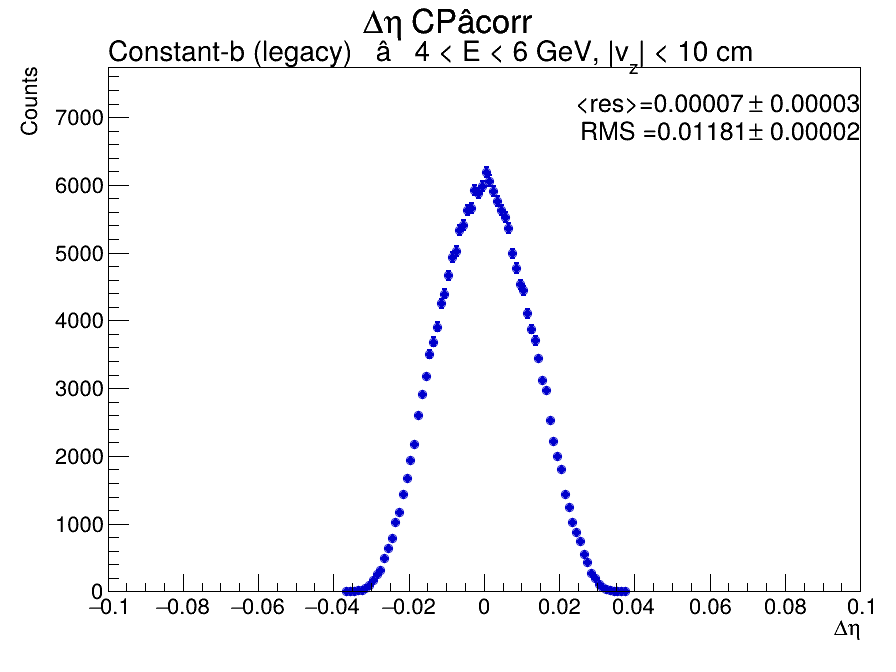 Δη CPâcorr
Constant-b (legacy) â 4 < E < 6 GeV, |v_z| < 10 cm
Counts
<res>=0.00007± 0.00003
RMS =0.01181± 0.00002
7000
6000
5000
4000
3000
2000
1000
0
−0.1 −0.08 −0.06 −0.04 −0.02 0 0.02 0.04 0.06 0.08 0.1
Δη